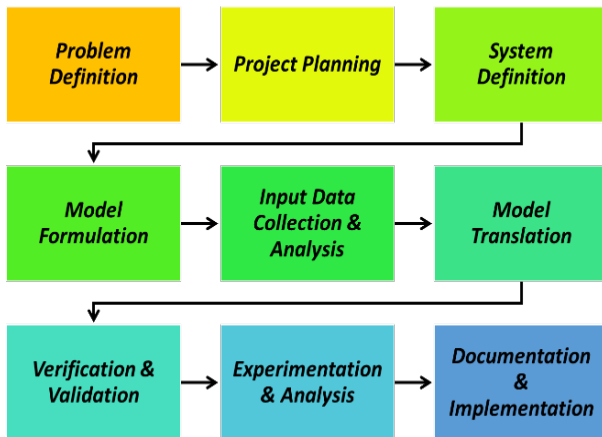 Problem
Definition
Project Planning
System
Definition
Model
Formulation
Input Data
Collection &
Analysis
Model
Translation
Verification &
Validation
Experimentation
& Analysis
Documentation
&
Implementation